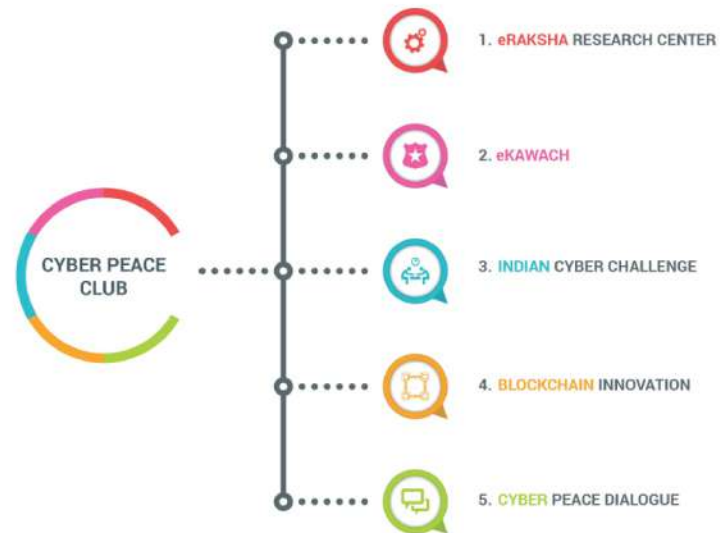 CYBER PEACE
CLUB
1. eRAKSHA RESEARCH CENTER
2. eKAWACH
3. INDIAN CYBER CHALLENGE
4. BLOCKCHAIN INNOVATION
5. CYBER PEACE DIALOGUE